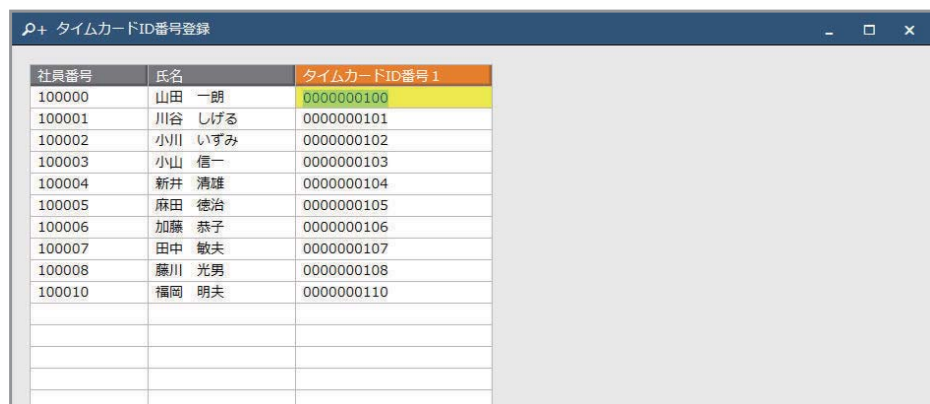 タイムカードID番号登録
社員番号 氏名 タイムカードID番号1
100000 山田 一朗 0000000100
100001 川谷 しげる 0000000101
100002 小川 いずみ 0000000102
100003 小山 信一 0000000103
100004 新井 清雄 0000000104
100005 麻田 徳治 0000000105
100006 加藤 恭子 0000000106
100007 田中 敏夫 0000000107
100008 藤川 光男 0000000108
100010 福岡 明夫 0000000110